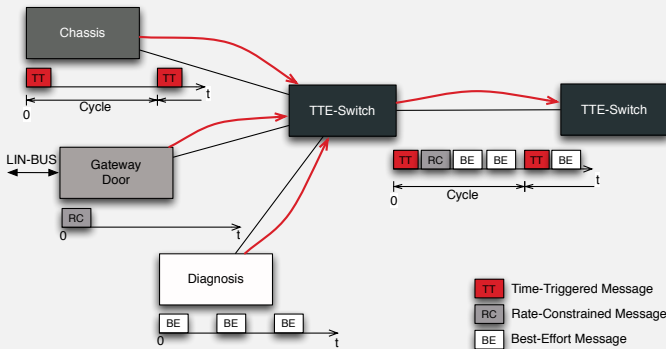 Chassis
TT TT
0 Cycle t
TTE-Switch
TTE-Switch
LIN-BUS
Gateway
Door
RC
0 t
TT RC BE BE TT BE
0 Cycle t
Diagnosis
BE BE BE
0 t
TT Time-Triggered Message
RC Rate-Constrained Message
BE Best-Effort Message